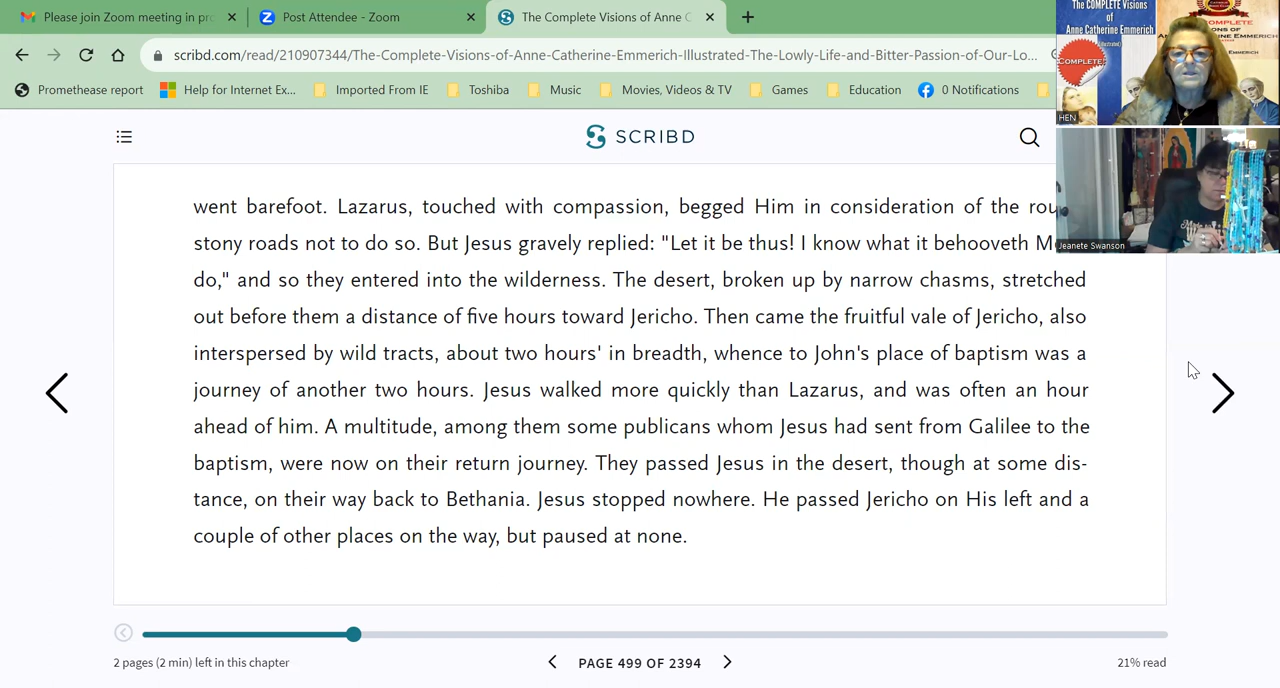 Please join Zoom meeting in pro
Post Attendee - Zoom
The Complete Visions of Anne C
scribd.com/read/210907344/The-Complete-Visions-of-Anne-Catherine-Emmerich-Illustrated-The-Lowly-Life-and-Bitter-Passion-of-Our-Lo...
Promethease report
Help for Internet Ex...
Imported From IE
Toshiba
Music
Movies, Videos & TV
Games
Education
0 Notifications
The COMPLETE Visions
of
Anne Catherine Emmerich
COMPLETE!
HEN
Jeanete Swanson
SCRIBD
went barefoot. Lazarus, touched with compassion, begged Him in consideration of the rou
stony roads not to do so. But Jesus gravely replied: "Let it be thus! I know what it behooveth M
do," and so they entered into the wilderness. The desert, broken up by narrow chasms, stretched
out before them a distance of five hours toward Jericho. Then came the fruitful vale of Jericho, also
interspersed by wild tracts, about two hours' in breadth, whence to John's place of baptism was a
journey of another two hours. Jesus walked more quickly than Lazarus, and was often an hour
ahead of him. A multitude, among them some publicans whom Jesus had sent from Galilee to the
baptism, were now on their return journey. They passed Jesus in the desert, though at some dis-
tance, on their way back to Bethania. Jesus stopped nowhere. He passed Jericho on His left and a
couple of other places on the way, but paused at none.
2 pages (2 min) left in this chapter
PAGE 499 OF 2394
21% read